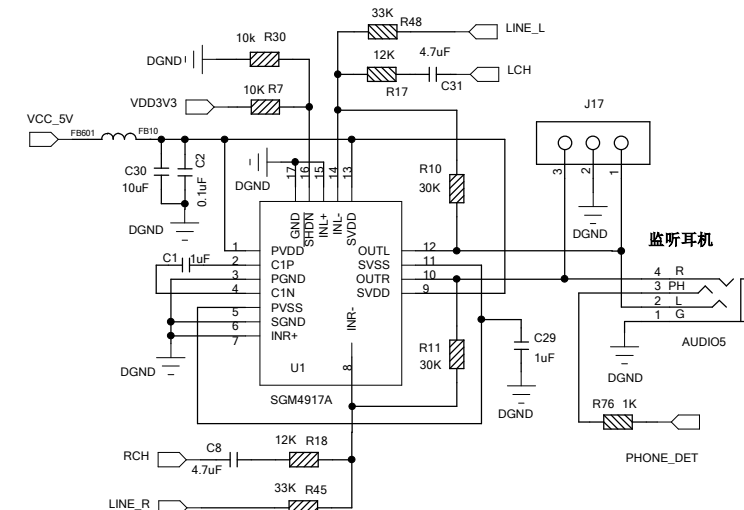 33K R48
LINE_L
10k R30
12K
4.7uF
DGND
LCH
R17
C31
10K R7
VDD3V3
J17
VCC_5V
FB601
FB10
C30
10uF
C2
0.1uF
R10
30K
3
2
1
DGND
17
16
15
14
13
DGND
DGND
GND
SHDN
INL+
INL-
SVDD
监听耳机
1
PVDD
OUTL
12
C1
1uF
2
C1P
SVSS
11
3
PGND
OUTR
10
4
C1N
SVDD
9
5
PVSS
6
SGND
7
INR+
INR-
8
4 R
3 PH
2 L
1 G
AUDIO5
R11
30K
C29
1uF
U1
DGND
SGM4917A
DGND
DGND
R76 1K
PHONE_DET
12K R18
RCH
C8
4.7uF
33K R45
LINE_R